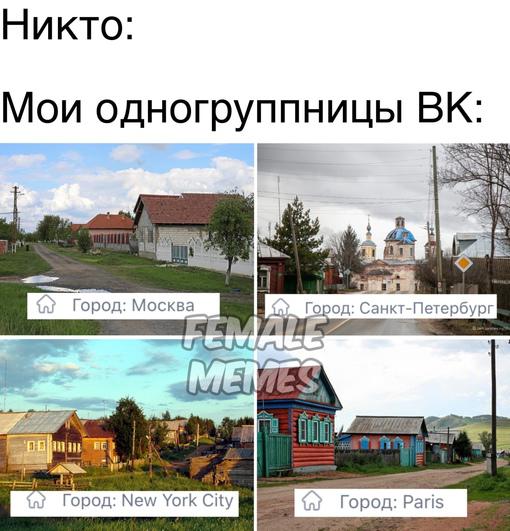 Никто:
Мои одногруппницы ВК:
Город: Москва
Город: Санкт-Петербург
FEMALE
MEMES
Город: New York City
Город: Paris